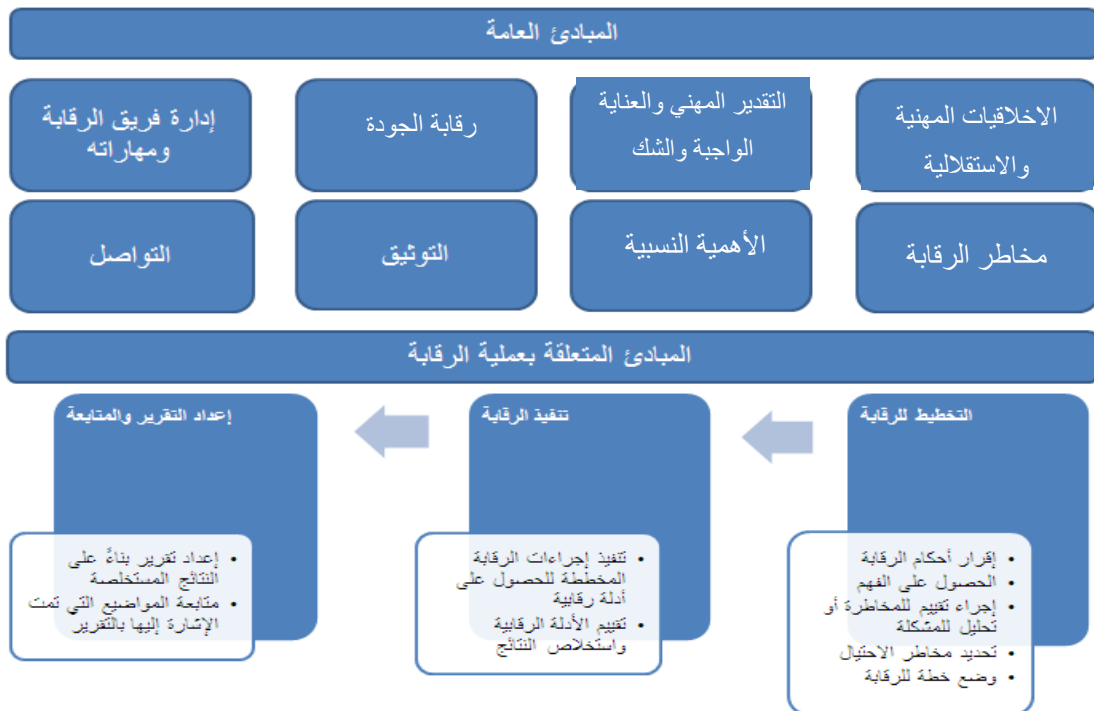 المبادئ العامة
الاخلاقيات المهنية
والاستقلالية
التقدير المهني والعناية
الواجبة والشك
رقابة الجودة
إدارة فريق الرقابة
ومهاراته
مخاطر الرقابة
الأهمية النسبية
التوثيق
التواصل
المبادئ المتعلقة بعملية الرقابة
التخطيط للرقابة
• إقرار أحكام الرقابة
• الحصول على الفهم
• إجراء تقييم للمخاطرة أو
تحليل للمشكلة
• تحديد مخاطر الاحتيال
• وضع خطة للرقابة
تنفيذ الرقابة
• تنفيذ إجراءات الرقابة
المخططة للحصول على
أدلة رقابية
• تقييم الأدلة الرقابية
واستخلاص النتائج
إعداد التقرير والمتابعة
• إعداد تقرير بناءً على
النتائج المستخلصة
• متابعة المواضيع التي تمت
الإشارة إليها بالتقرير